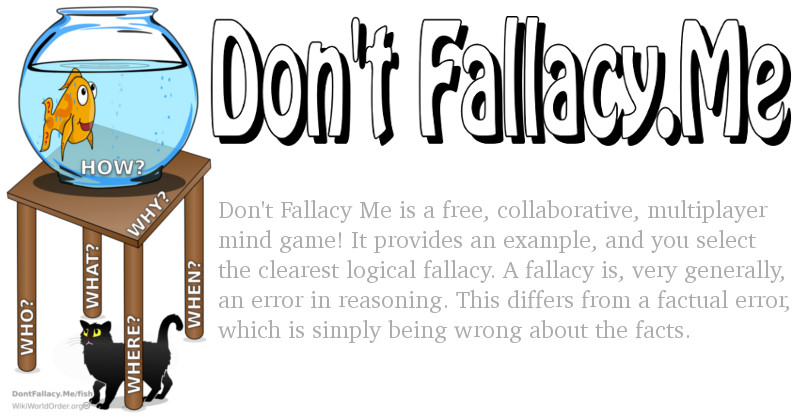 Don't Fallacy.Me
HOW?
WHY?
WHO?
WHAT?
WHERE?
WHEN?
Don't Fallacy Me is a free, collaborative, multiplayer
mind game! It provides an example, and you select
the clearest logical fallacy. A fallacy is, very generally,
an error in reasoning. This differs from a factual error,
which is simply being wrong about the facts.
DontFallacy.Me/fish
WikiWorldOrder.org